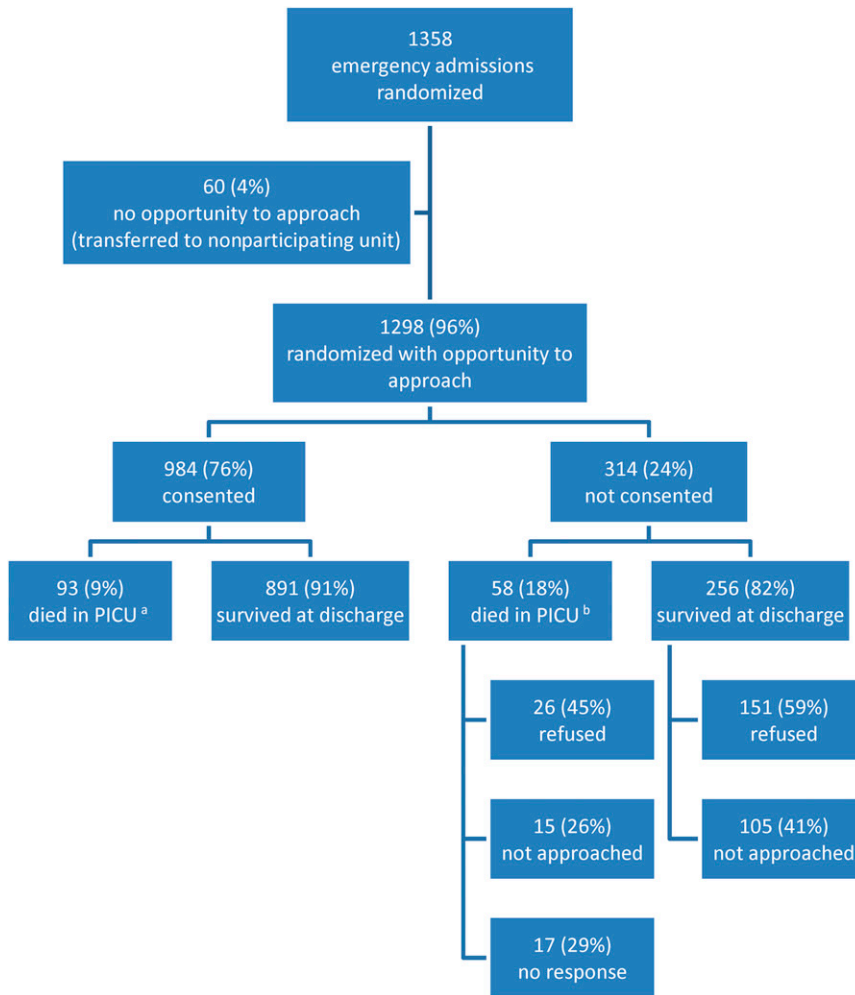 1358
emergency admissions
randomized
60 (4%)
no opportunity to approach
(transferred to nonparticipating unit)
1298 (96%)
randomized with opportunity to
approach
984 (76%)
consented
314 (24%)
not consented
93 (9%)
died in PICU a
891 (91%)
survived at discharge
58 (18%)
died in PICU b
256 (82%)
survived at discharge
26 (45%)
refused
151 (59%)
refused
15 (26%)
not approached
105 (41%)
not approached
17 (29%)
no response